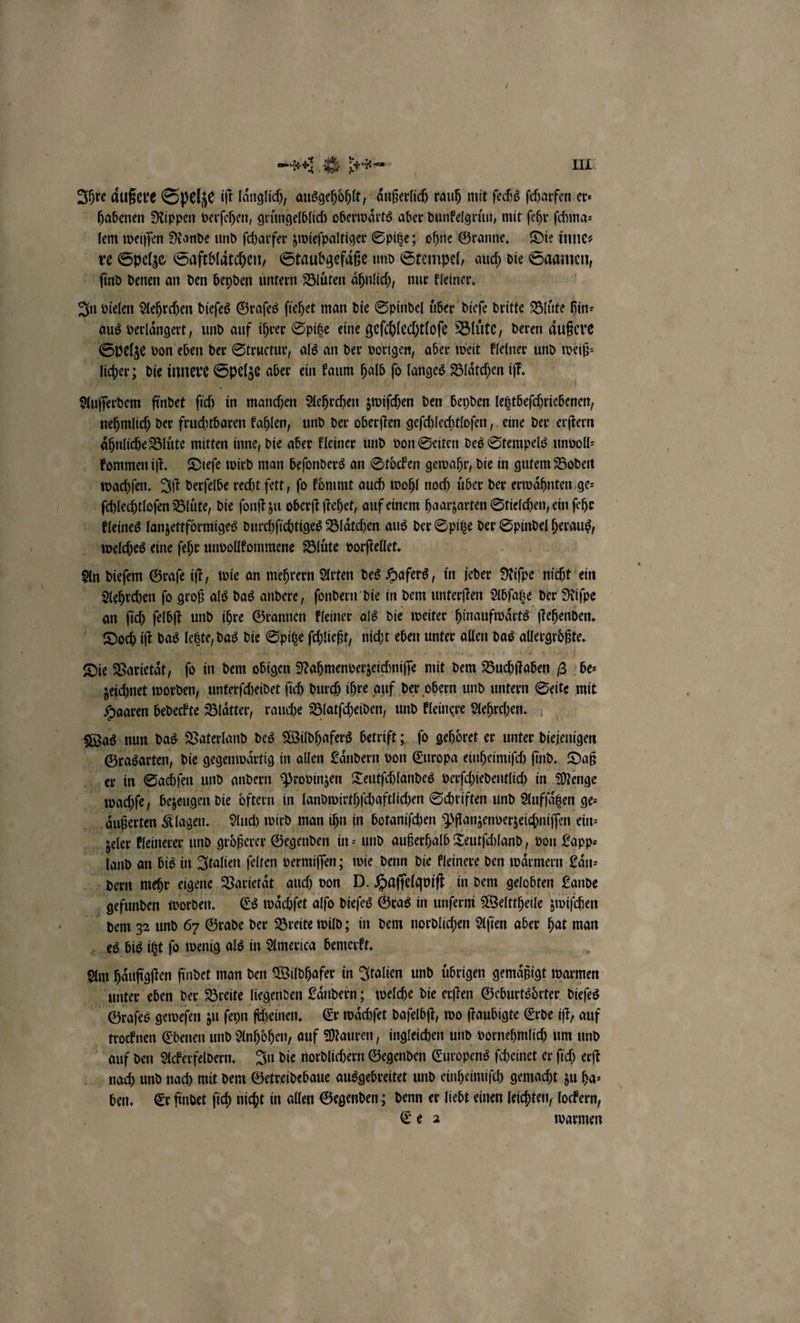 111
Ihre äußere Spelze ist länglich, ausgehöhlt, äußerlich rauh mit sechs scharfen er-
habenen Rippen versehen, grüngelblich oberwärts aber dunkelgrün, mit sehr schma-
lem weissen Rande und scharfer zwiefpaltiger Spitze; ohne Granne. Die inne-
re Spelze Saftblätchen, Staubgefäße und Stempel, auch die Saamen,
sind denen an den beyden untern Blüten ähnlich, nur kleiner.
In vielen Aehrchen dieses Grases siehet man die Spindel über diese dritte Blüte hin-
aus verlängert, und auf ihrer Spitze eine geschlechtlose Blüte, deren äußere
Spelze von eben der Structur, als an der vorigen, aber weit kleiner und weiß-
licher; die innere Spelze aber ein kaum halb so langes Blätchen ist.
Ausserdem findet sich in manchen Aehrchen zwischen den beyden letztbeschriebenen,
nehmlich der fruchtbaren kahlen, und der obersten geschlechtlosen, eine der erstern
ähnliche Blüte mitten inne, die aber kleiner und von Seiten des Stempels unvoll-
kommen ist. Diese wird man besonders an Stöcken gewahr, die in gutem Boden
wachsen. Ist derselbe recht fett, so kömmt auch wohl noch über der erwähnten ge-
schlechtlosen Blüte, die sonst zu oberst stehet, auf einem haarzarten Stielchen, ein sehr
kleines lanzettförmiges durchsichtiges Blätchen aus der Spitze der Spindel heraus,
welches eine sehr unvollkommene Blüte vorstellet.
An diesem Grase ist, wie an mehrern Arten des Hafers, in jeder Rispe nicht ein
Aehrchen so groß als das andere, sondern die in dem untersten Absatze der Rispe
an sich selbst und ihre Grannen kleiner als die weiter hinaufwärts stehenden.
Doch ist das letzte, das die Spitze schließt, nicht eben unter allen das allergrößte.
Die Varietät, so in dem obigen Nahmenverzeichnisse mit dem Buchstaben β be-
zeichnet worden, unterscheidet sich durch ihre auf der obern und untern Seite mit
Haaren bedeckte Blätter, rauche Blatscheiden, und kleinere Aehrchen.
Was nun das Vaterland des Wildhafers betrift; so gehöret er unter diejenigen
Grasarten, die gegenwärtig in allen Ländern von Europa einheimisch sind. Daß
er in Sachsen und andern Provinzen Teutschlandes verschiedentlich in Menge
wachse, bezeugen die öftern in landwirthschaftlichen Schriften und Aufsätzen ge-
äußerten Klagen. Auch wird man ihn in botanischen Pflanzenverzeichnissen ein-
zeler kleinerer und größerer Gegenden in- und außerhalb Teutschland, von Lapp-
land an bis in Italien selten vermissen; wie denn die kleinere den wärmern Län-
dern mehr eigene Varietät auch von D. Hasselqvist in dem gelobten Lande
gefunden worden. Es wächset also dieses Gras in unserm Welttheile zwischen
dem 32 und 67 Grade der Breite wild; in dem nordlichen Asien aber hat man
es bis itzt so wenig als in America bemerkt.
Am häufigsten findet man den Wildhafer in Italien und übrigen gemäßigt warmen
unter eben der Breite liegenden Ländern; welche die ersten Geburtsörter dieses
Grases gewesen zu seyn scheinen. Er wächset daselbst, wo staubigte Erde ist, auf
trocknen Ebenen und Anhöhen, auf Mauren, ingleichen und vornehmlich um und
auf den Ackerfeldern. In die nordlichern Gegenden Europens scheinet er sich erst
nach und nach mit dem Getreidebaue ausgebreitet und einheimisch gemacht zu ha-
ben. Er findet sich nicht in allen Gegenden; denn er liebt einen leichten, lockern,
E e 2 warmen